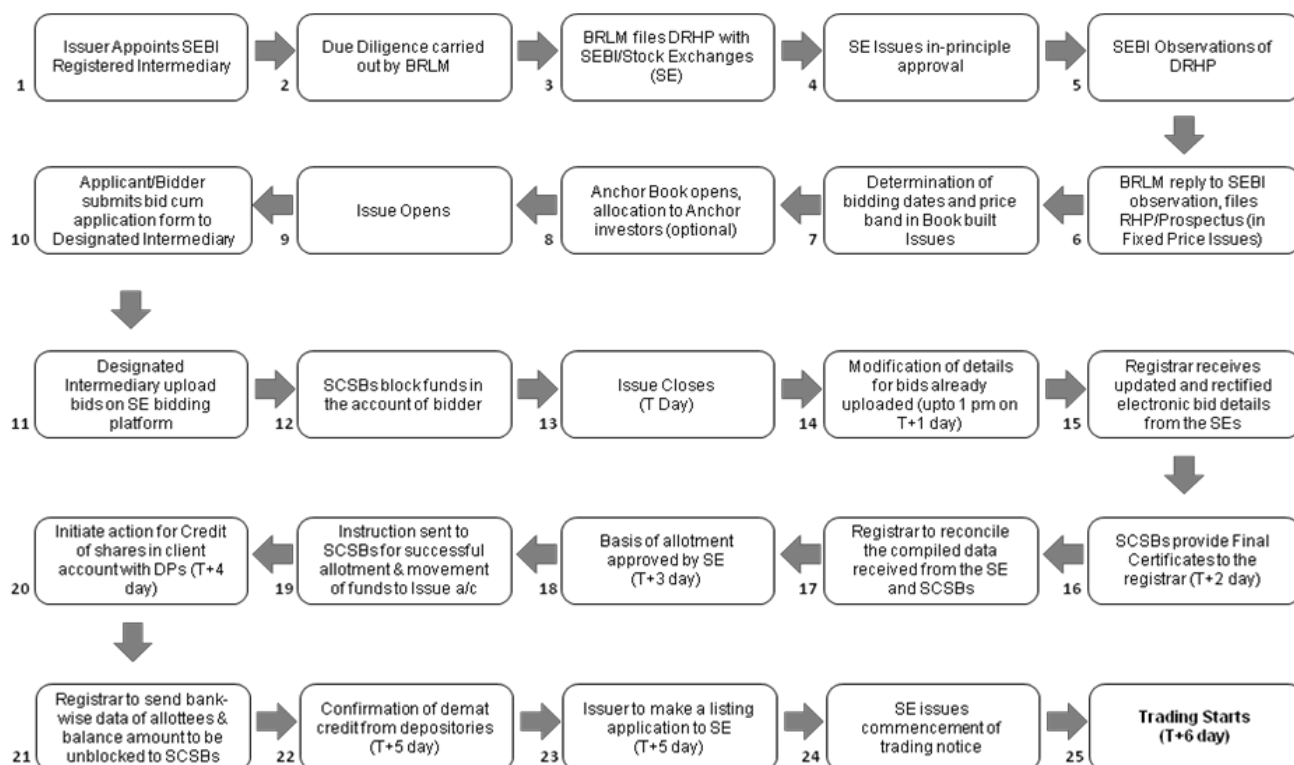 Issuer Appoints SEBI
Registered Intermediary
1
Due Diligence carried
out by BRLM
2
BRLM files DRHP with
SEBI/Stock Exchanges
(SE)
3
SE Issues in-principle
approval
4
SEBI Observations of
DRHP
5
BRLM reply to SEBI
observation, files
RHP/Prospectus (in
Fixed Price Issues)
6
Determination of
bidding dates and price
band in Book built
Issues
7
Anchor Book opens,
allocation to Anchor
investors (optional)
8
Issue Opens
9
Applicant/Bidder
submits bid cum
application form to
Designated Intermediary
10
Designated
Intermediary upload
bids on SE bidding
platform
11
SCSBs block funds in
the account of bidder
12
Issue Closes
(T Day)
13
Modification of details
for bids already
uploaded (upto 1 pm on
T+1 day)
14
Registrar receives
updated and rectified
electronic bid details
from the SEs
15
SCSBs provide Final
Certificates to the
registrar (T+2 day)
16
Registrar to reconcile
the compiled data
received from the SE
and SCSBs
17
Basis of allotment
approved by SE
(T+3 day)
18
Instruction sent to
SCSBs for successful
allotment & movement
of funds to Issue a/c
19
Initiate action for Credit
of shares in client
account with DPs (T+4
day)
20
Registrar to send bank-
wise data of allottees &
balance amount to be
unblocked to SCSBs
21
Confirmation of demat
credit from depositories
(T+5 day)
22
Issuer to make a listing
application to SE
(T+5 day)
23
SE issues
commencement of
trading notice
24
Trading Starts
(T+6 day)
25